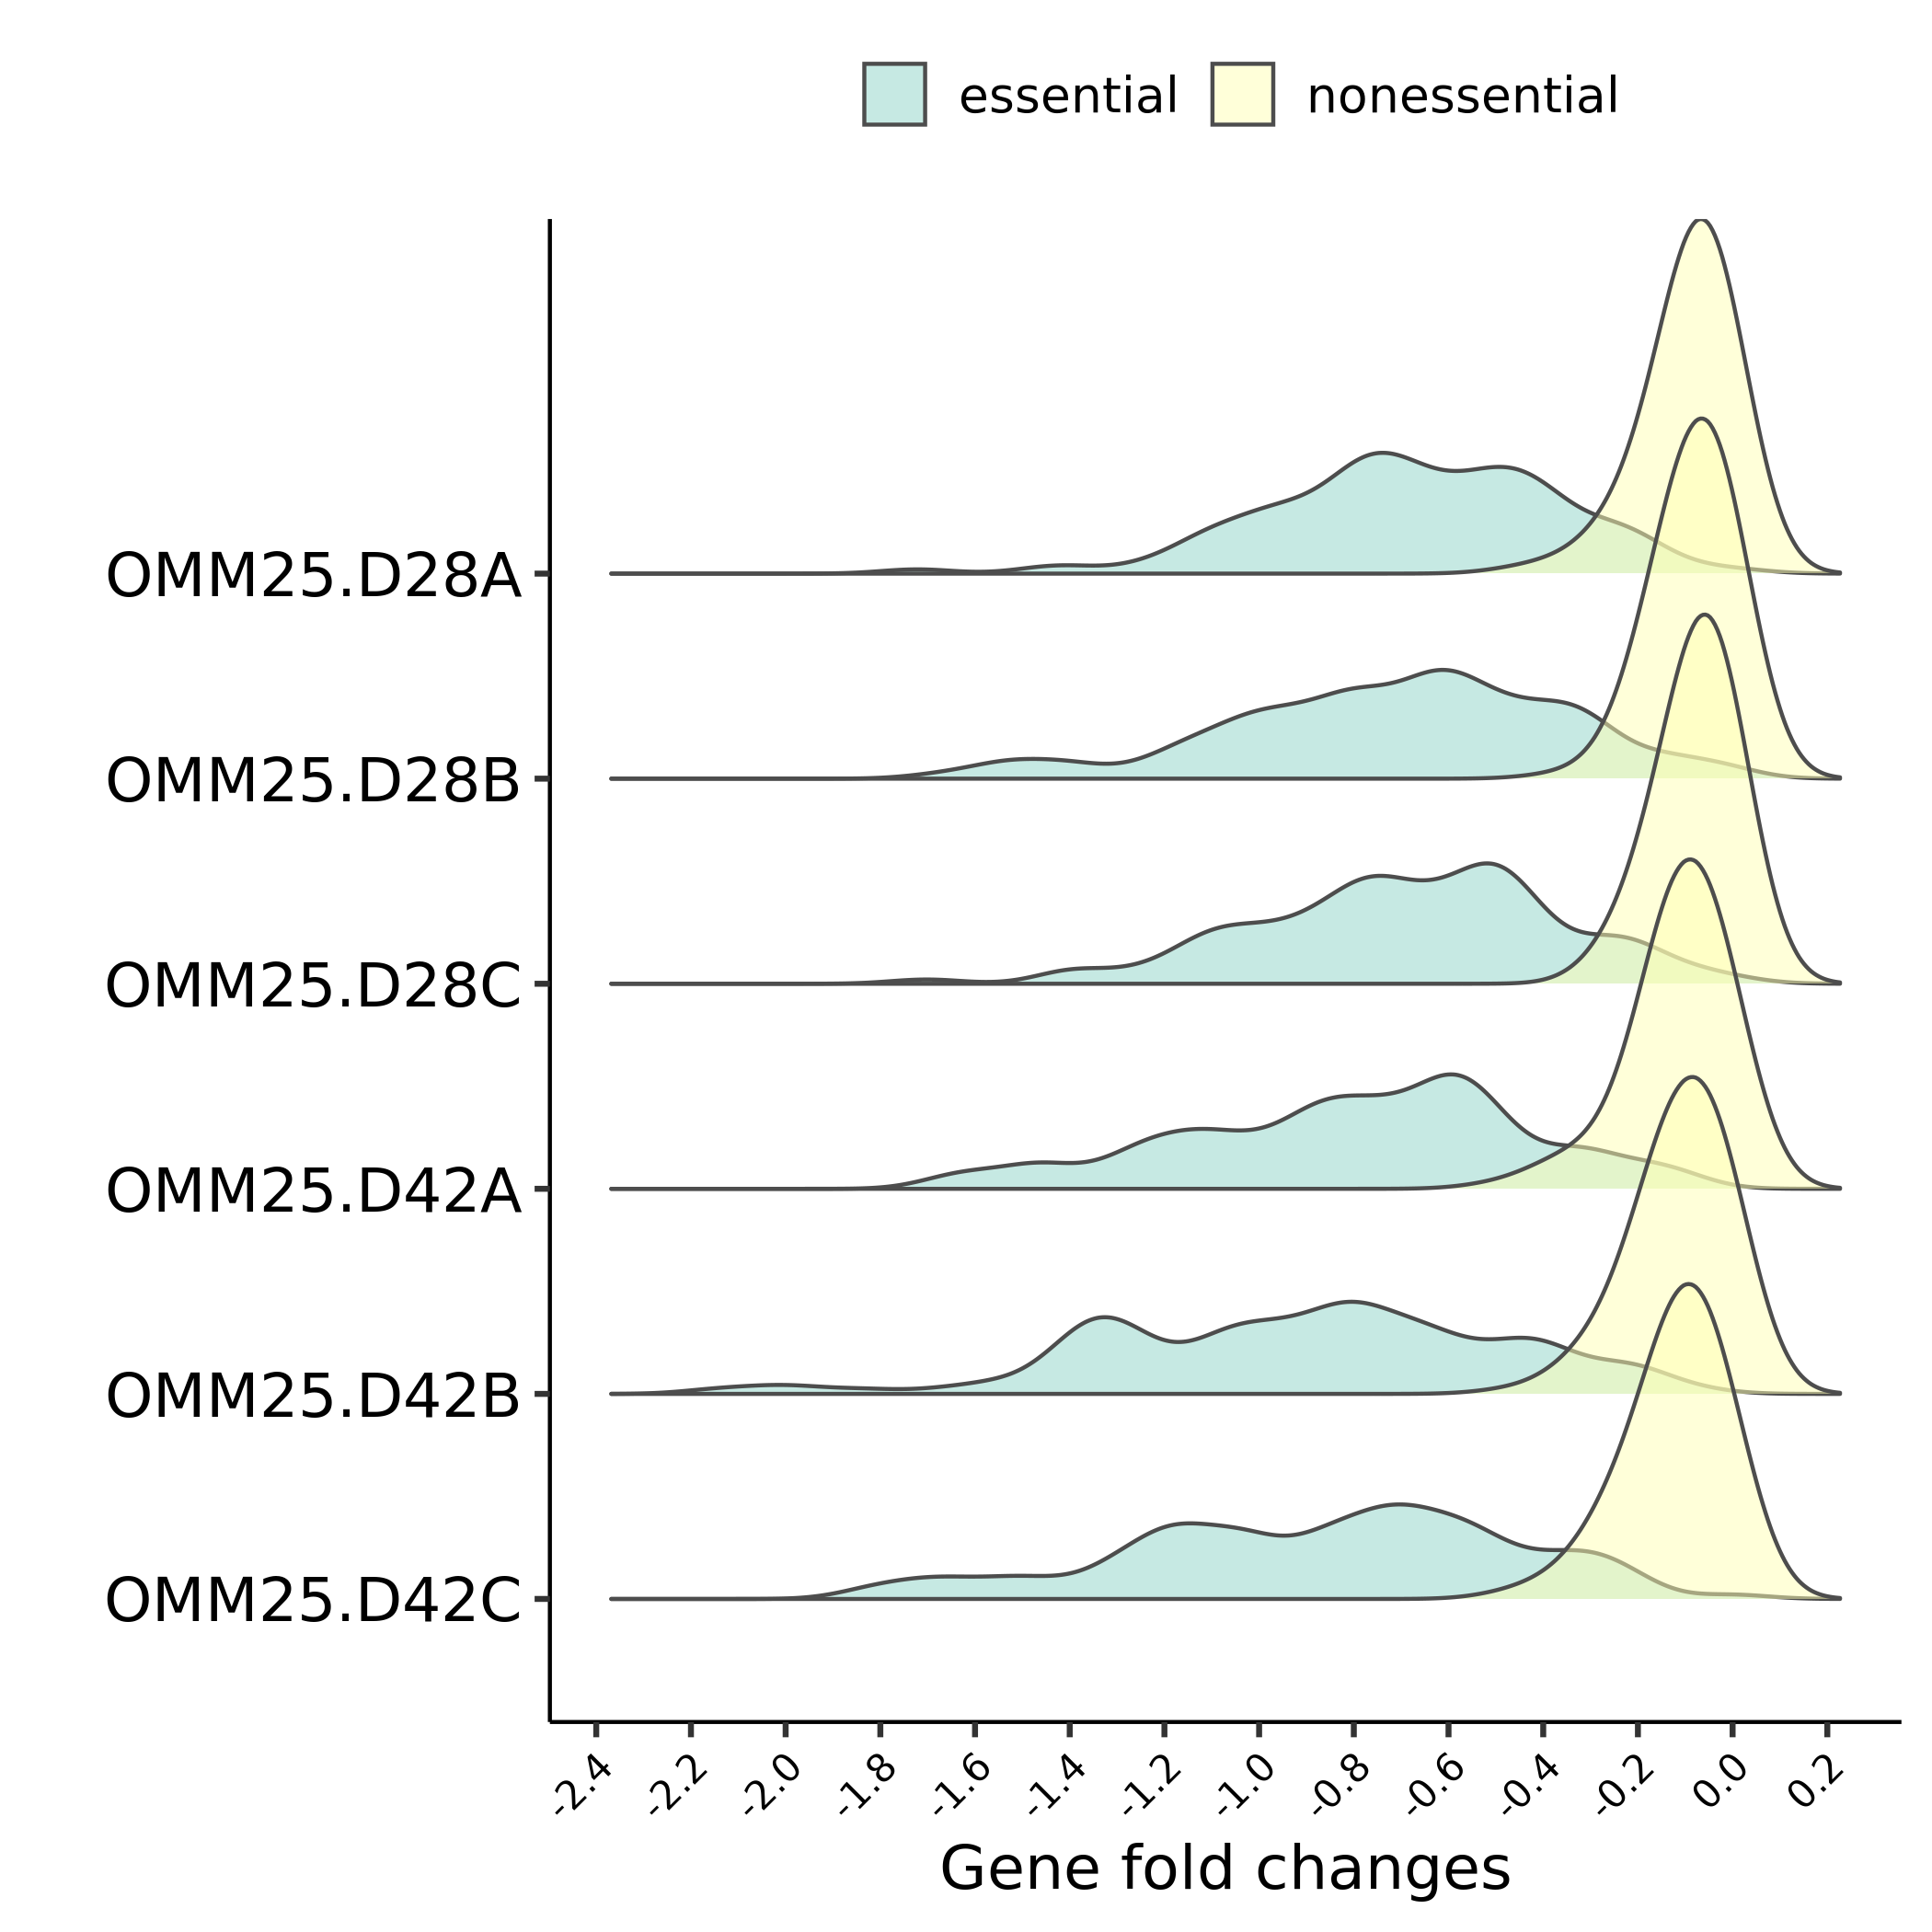 essential nonessential
OMM25.D28A
OMM25.D28B
OMM25.D28C
OMM25.D42A
OMM25.D42B
OMM25.D42C
-2.4 -2.2 -2.0 -1.8 -1.6 -1.4 -1.2 -1.0 -0.8 -0.6 -0.4 -0.2 0.0 0.2
Gene fold changes